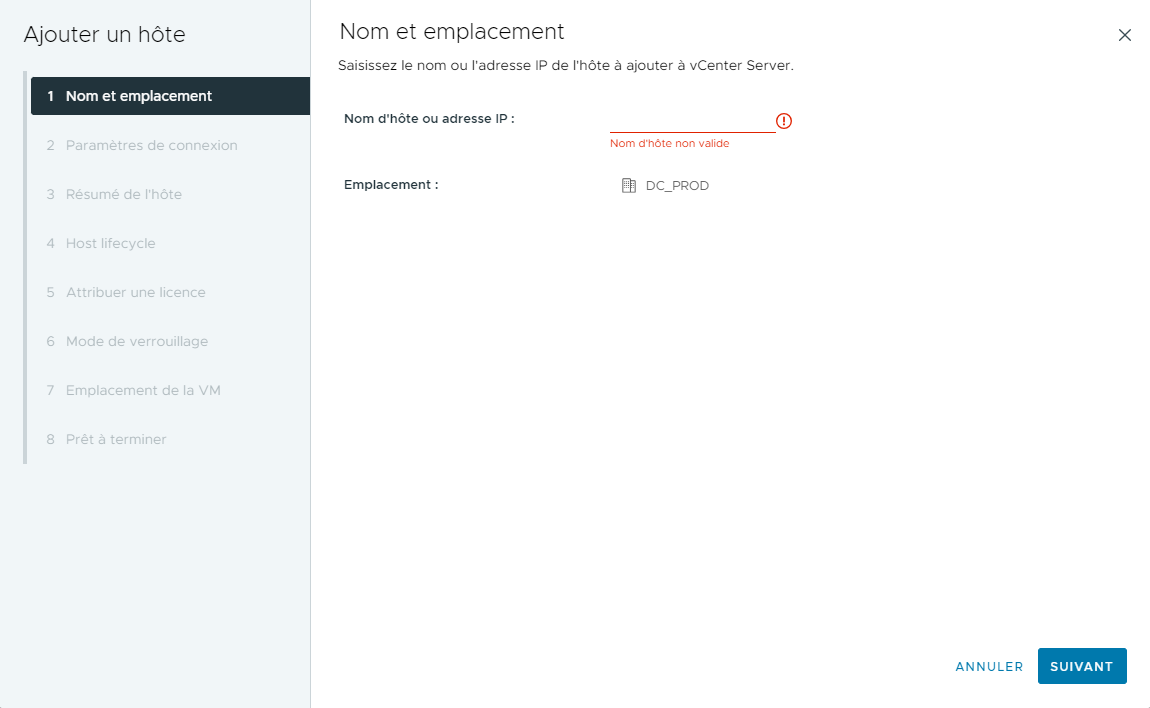 Ajouter un hôte
1 Nom et emplacement
2 Paramètres de connexion
3 Résumé de l'hôte
4 Host lifecycle
5 Attribuer une licence
6 Mode de verrouillage
7 Emplacement de la VM
8 Prêt à terminer
Nom et emplacement
Saisissez le nom ou l'adresse IP de l'hôte à ajouter à vCenter Server.
Nom d'hôte ou adresse IP :
Nom d'hôte non valide
Emplacement :
DC_PROD
ANNULER
SUIVANT